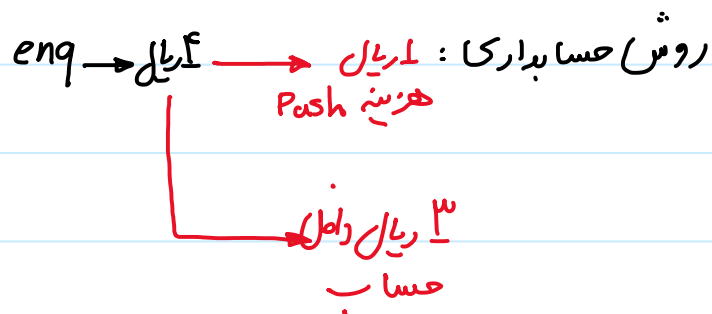 روش حسابداری : enq → ۴ ریال → ۱ ریال
هزینه Push
۳ ریال داخل
حساب